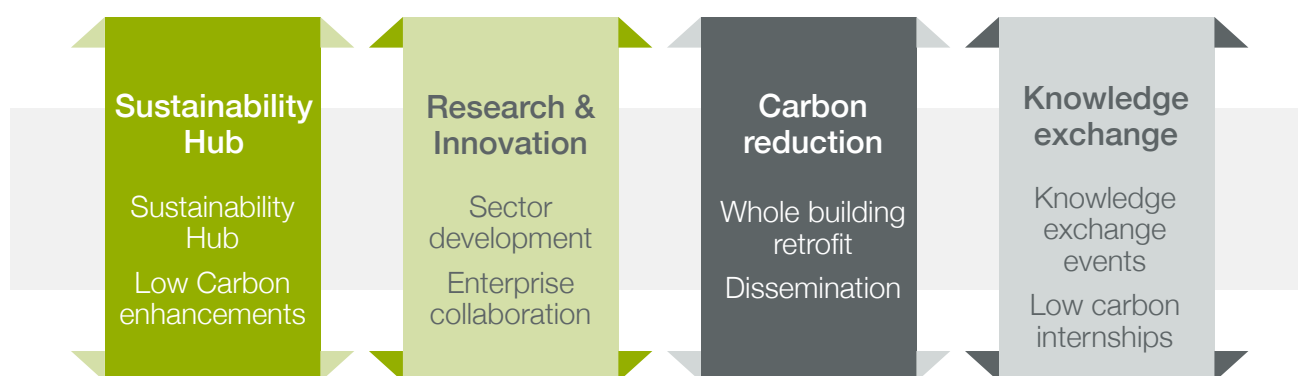 Sustainability
Hub
Sustainability
Hub
Low Carbon
enhancements
Research &
Innovation
Sector
development
Enterprise
collaboration
Carbon
reduction
Whole building
retrofit
Dissemination
Knowledge
exchange
Knowledge
exchange
events
Low carbon
internships